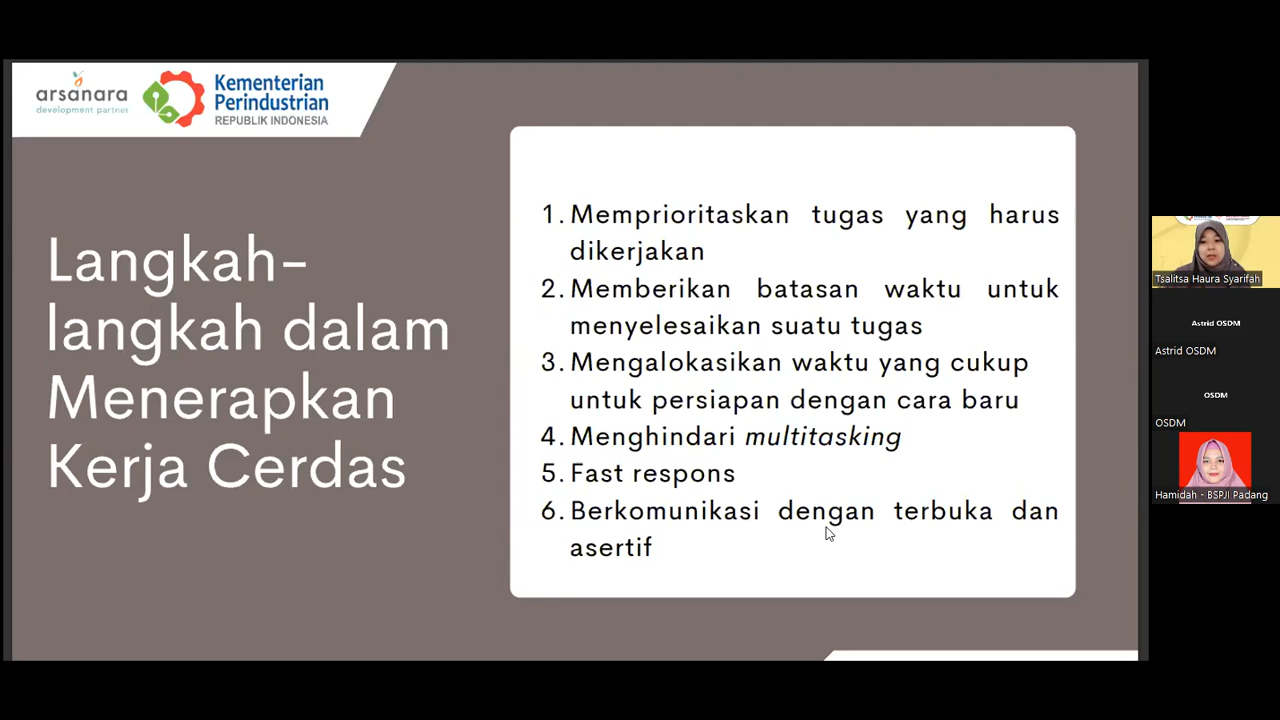 arsanara
development partner
Kementerian
Perindustrian
REPUBLIK INDONESIA
Langkah-
langkah dalam
Menerapkan
Kerja Cerdas
1. Memprioritaskan tugas yang harus
dikerjakan
2. Memberikan batasan waktu untuk
menyelesaikan suatu tugas
3. Mengalokasikan waktu yang cukup
untuk persiapan dengan cara baru
4. Menghindari multitasking
5. Fast respons
6. Berkomunikasi dengan terbuka dan
asertif
Tsalitsa Haura Syarifah
Astrid OSDM
Astrid OSDM
OSDM
OSDM
Hamidah - BSPJI Padang